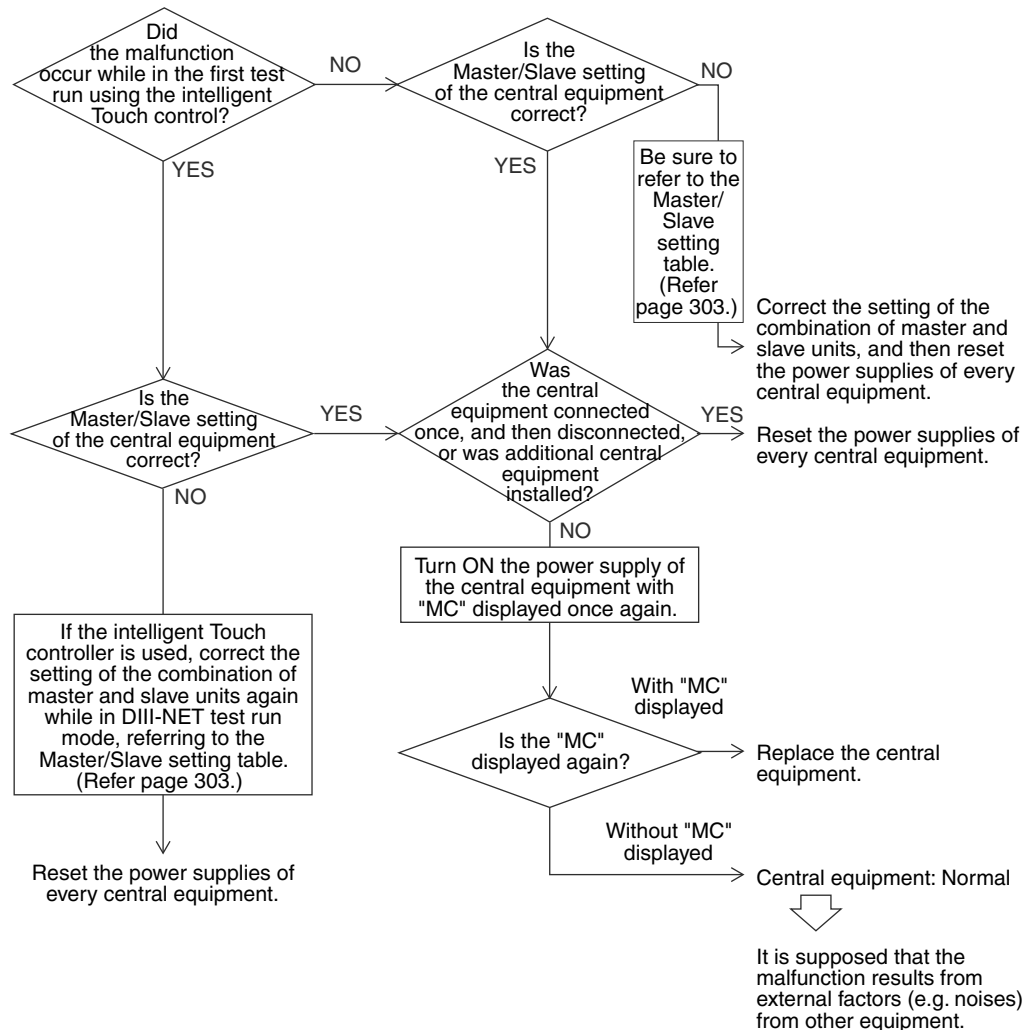 Did
the malfunction
occur while in the first test
run using the intelligent
Touch control?
NO
Is the
Master/Slave setting
of the central equipment
correct?
NO
YES
YES
Be sure to
refer to the
Master/
Slave
setting
table.
(Refer
page 303.)
Correct the setting of the
combination of master and
slave units, and then reset
the power supplies of every
central equipment.
Is the
Master/Slave setting
of the central equipment
correct?
YES
Was
the central
equipment connected
once, and then disconnected,
or was additional central
equipment
installed?
YES
Reset the power supplies of
every central equipment.
NO
NO
Turn ON the power supply of
the central equipment with
"MC" displayed once again.
If the intelligent Touch
controller is used, correct the
setting of the combination of
master and slave units again
while in DIII-NET test run
mode, referring to the
Master/Slave setting table.
(Refer page 303.)
Reset the power supplies of
every central equipment.
Is the "MC"
displayed again?
With "MC"
displayed
Replace the central
equipment.
Without "MC"
displayed
Central equipment: Normal
It is supposed that the
malfunction results from
external factors (e.g. noises)
from other equipment.